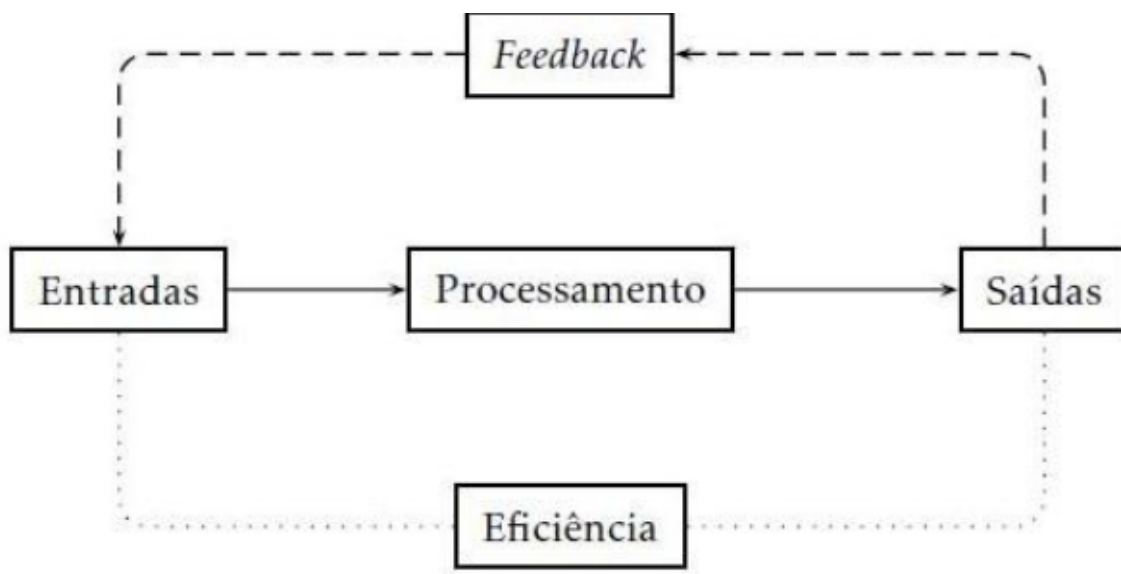 Feedback
Entradas
Processamento
Saídas
Eficiência